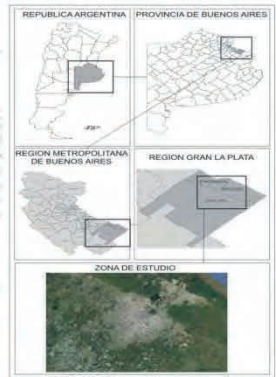 REPUBLICA ARGENTINA
PROVINCIA DE BUENOS AIRES
REGION METROPOLITANA
DE BUENOS AIRES
REGION GRAN LA PLATA
ZONA DE ESTUDIO